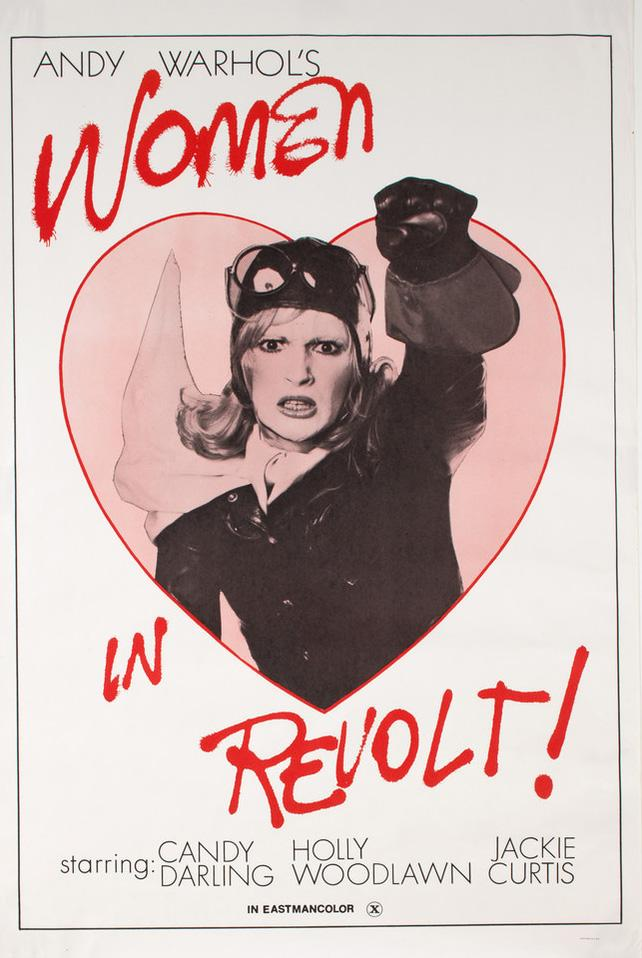 ANDY WARHOL'S
WOMEN
IN
REVOLT!
starring: CANDY DARLING HOLLY WOODLAWN JACKIE CURTIS
IN EASTMANCOLOR X